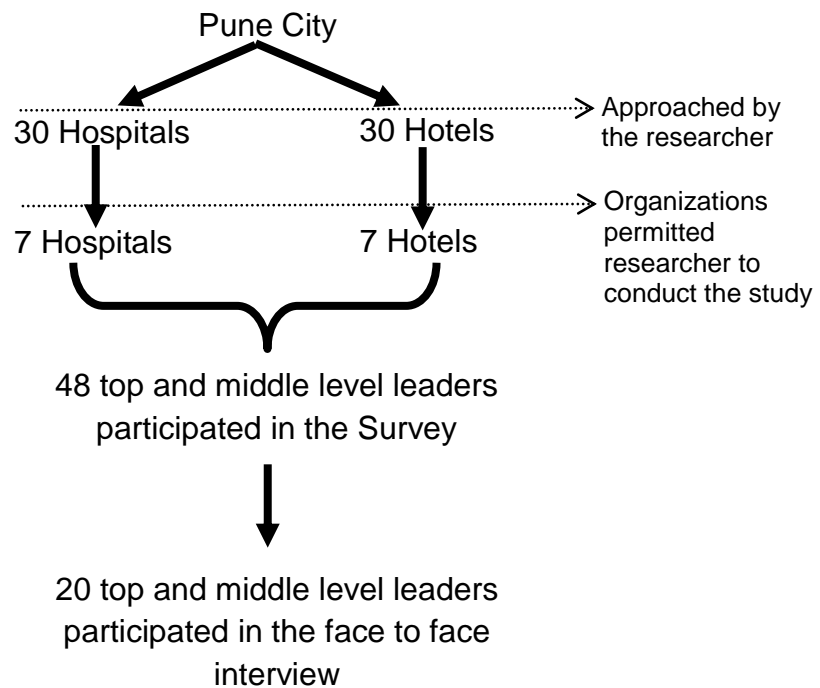 Pune City
30 Hospitals
30 Hotels
Approached by
the researcher
7 Hospitals
7 Hotels
Organizations
permitted
researcher to
conduct the study
48 top and middle level leaders
participated in the Survey
20 top and middle level leaders
participated in the face to face
interview